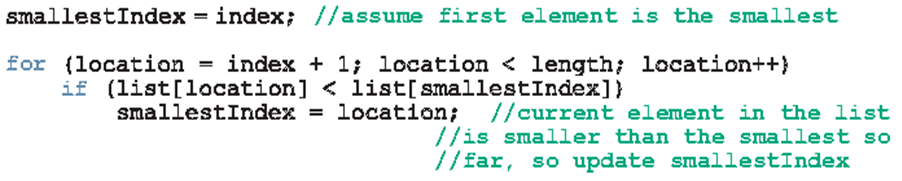 smallestIndex = index; //assume first element is the smallest
for (location = index + 1; location < length; location++)
if (list[location] < list[smallestIndex])
smallestIndex = location; //current element in the list
//is smaller than the smallest so
//far, so update smallestIndex